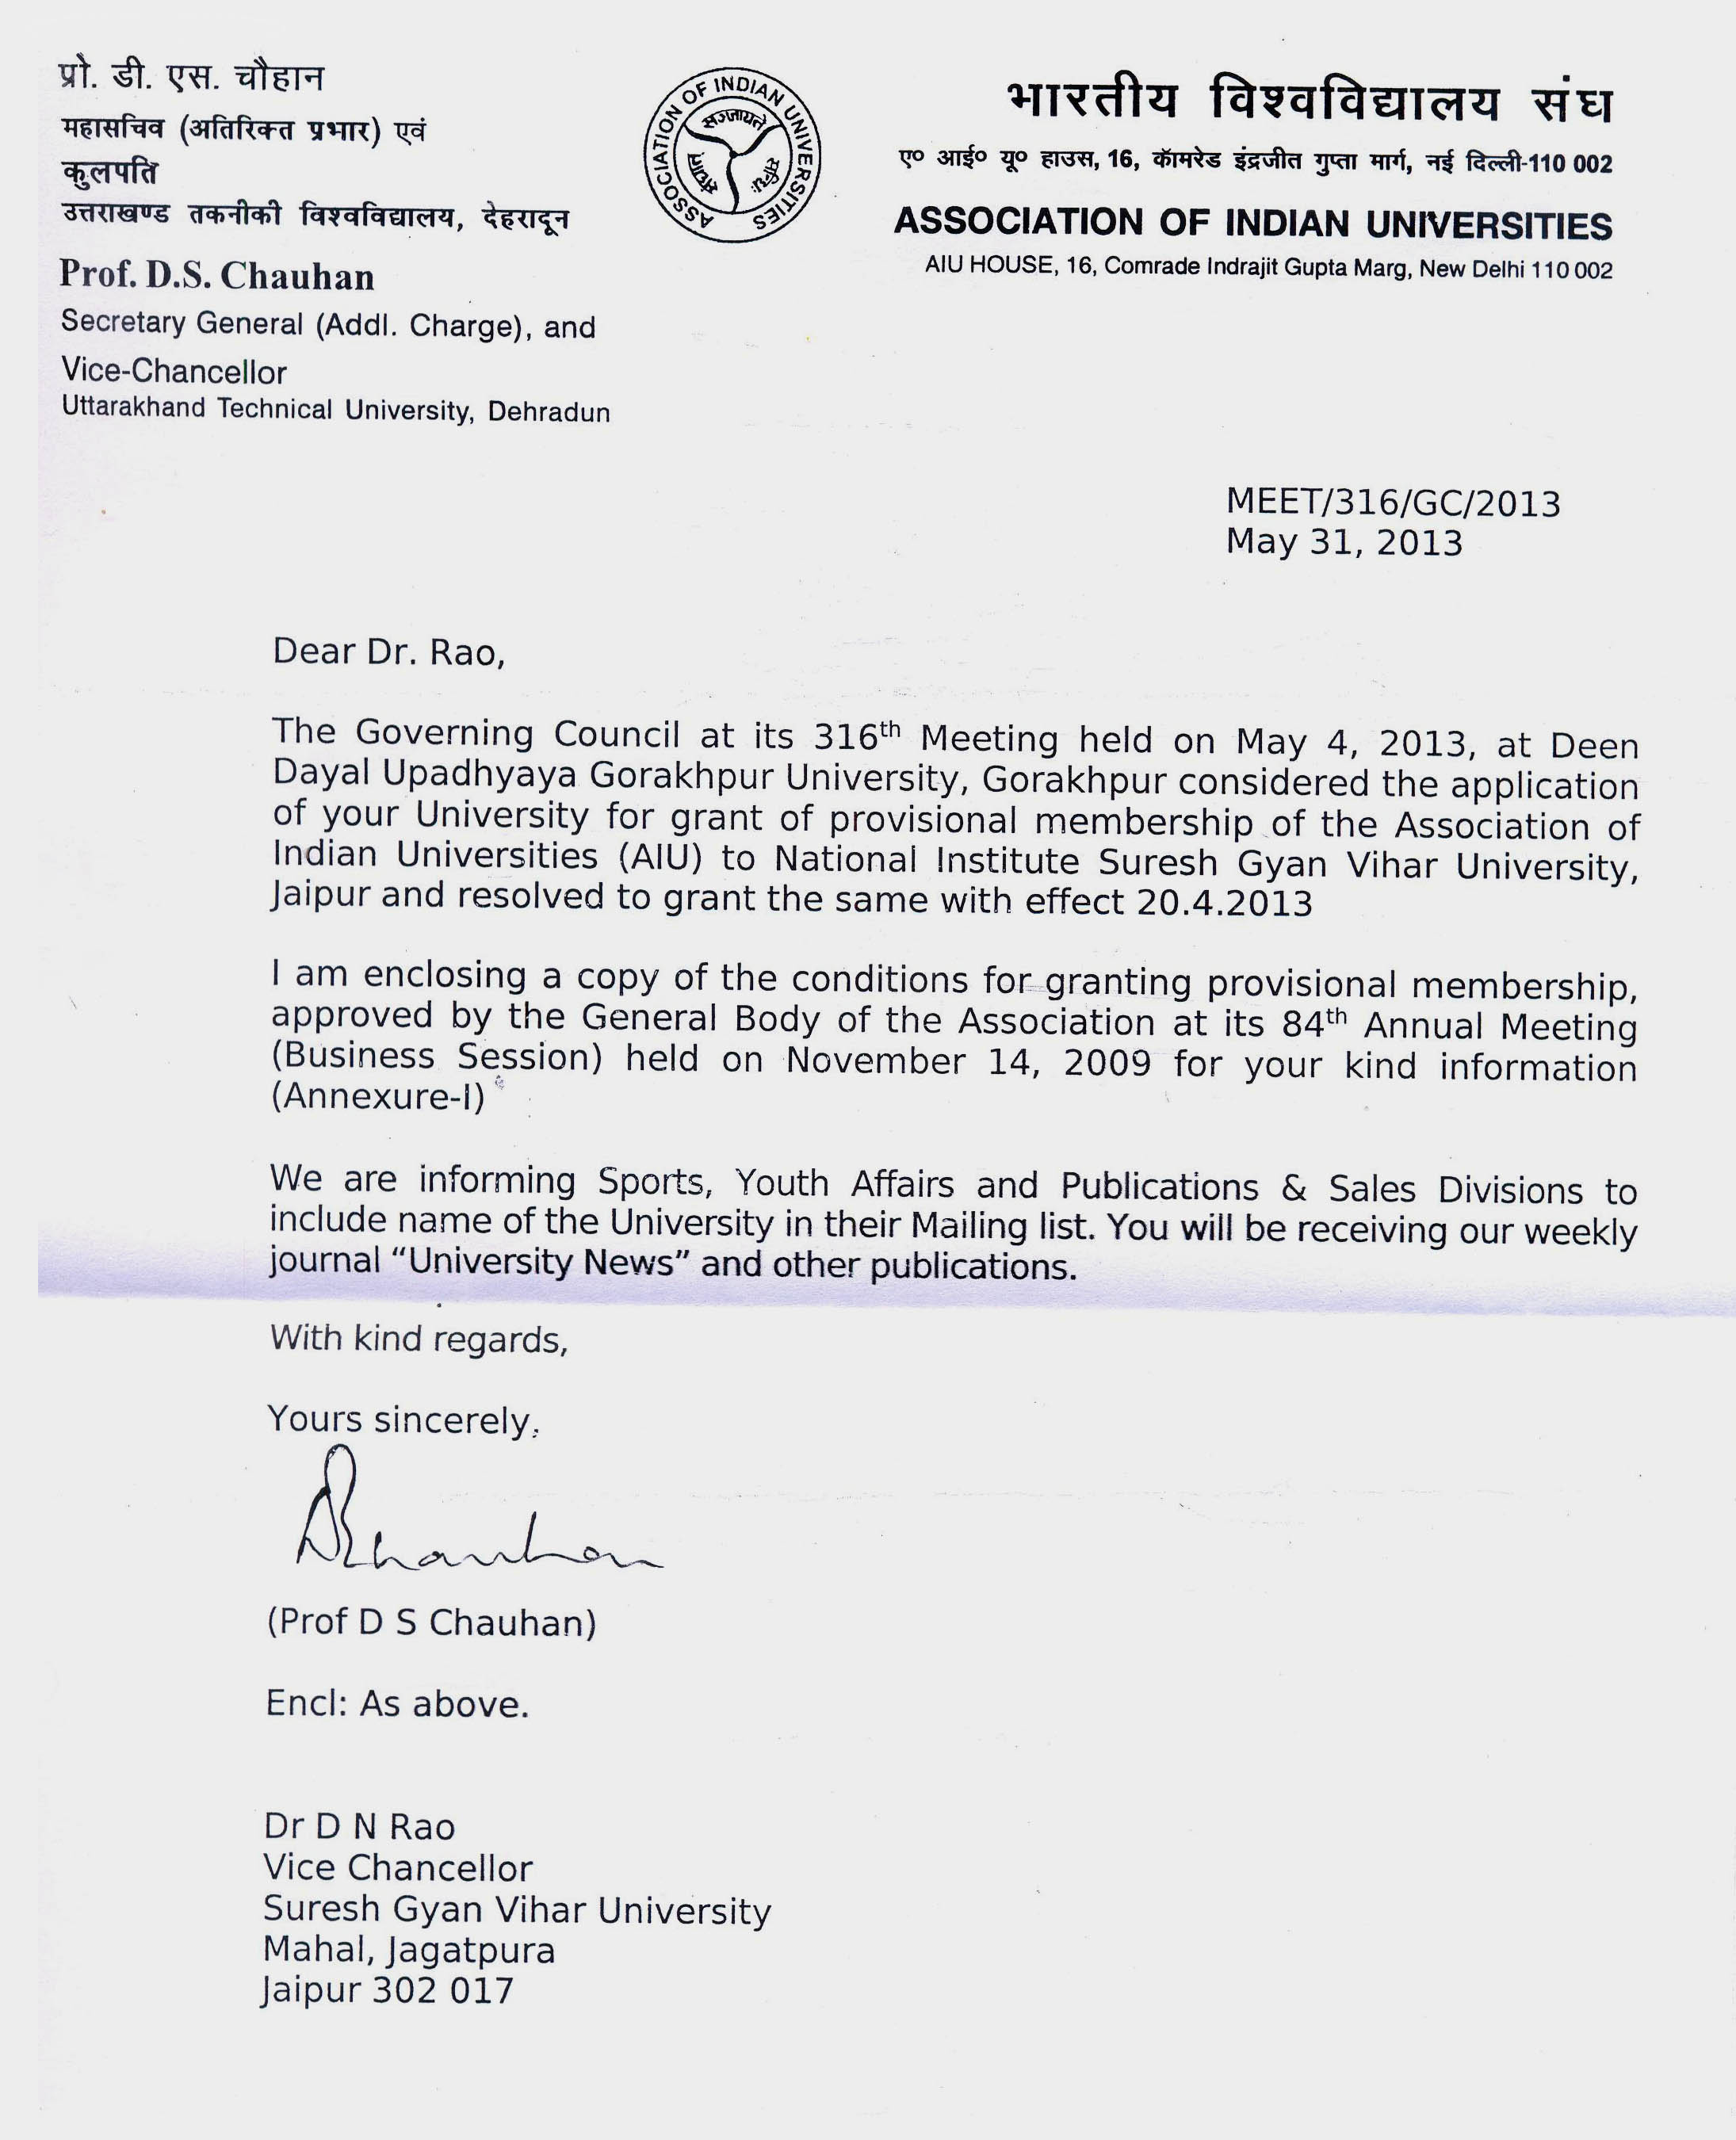 प्रो. डी. एस. चौहान
महासचिव (अतिरिक्त प्रभार) एवं
कुलपति
उत्तराखण्ड तकनीकी विश्वविद्यालय, देहरादून
Prof. D.S. Chauhan
Secretary General (Addl. Charge), and
Vice-Chancellor
Uttarakhand Technical University, Dehradun
ASSOCIATION OF INDIAN UNIVERSITIES
भारतीय विश्वविद्यालय संघ
ए० आई० यू० हाउस, 16, कॉमरेड इंद्रजीत गुप्ता मार्ग, नई दिल्ली-110 002
ASSOCIATION OF INDIAN UNIVERSITIES
AIU HOUSE, 16, Comrade Indrajit Gupta Marg, New Delhi 110 002
MEET/316/GC/2013
May 31, 2013
Dear Dr. Rao,
The Governing Council at its 316th Meeting held on May 4, 2013, at Deen
Dayal Upadhyaya Gorakhpur University, Gorakhpur considered the application
of your University for grant of provisional membership of the Association of
Indian Universities (AIU) to National Institute Suresh Gyan Vihar University,
Jaipur and resolved to grant the same with effect 20.4.2013
I am enclosing a copy of the conditions for granting provisional membership,
approved by the General Body of the Association at its 84th Annual Meeting
(Business Session) held on November 14, 2009 for your kind information
(Annexure-I)
We are informing Sports, Youth Affairs and Publications & Sales Divisions to
include name of the University in their Mailing list. You will be receiving our weekly
journal “University News” and other publications.
With kind regards,
Yours sincerely,
DSChauhan
(Prof D S Chauhan)
Encl: As above.
Dr D N Rao
Vice Chancellor
Suresh Gyan Vihar University
Mahal, Jagatpura
Jaipur 302 017